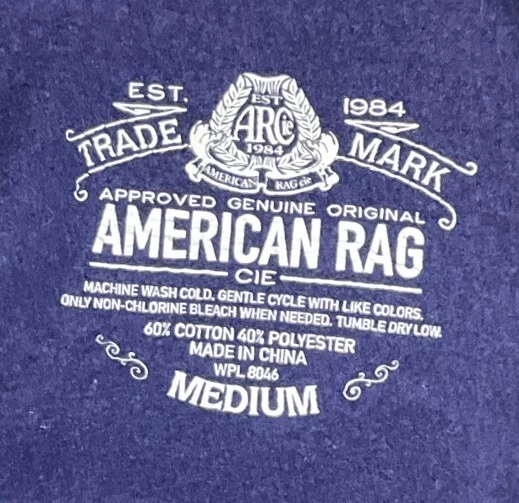 EST. 1984
TRADE MARK
EST
ARCie
1984
AMERICAN RAG cie
APPROVED GENUINE ORIGINAL
AMERICAN RAG
CIE
MACHINE WASH COLD. GENTLE CYCLE WITH LIKE COLORS.
ONLY NON-CHLORINE BLEACH WHEN NEEDED. TUMBLE DRY LOW.
60% COTTON 40% POLYESTER
MADE IN CHINA
WPL 8046
MEDIUM